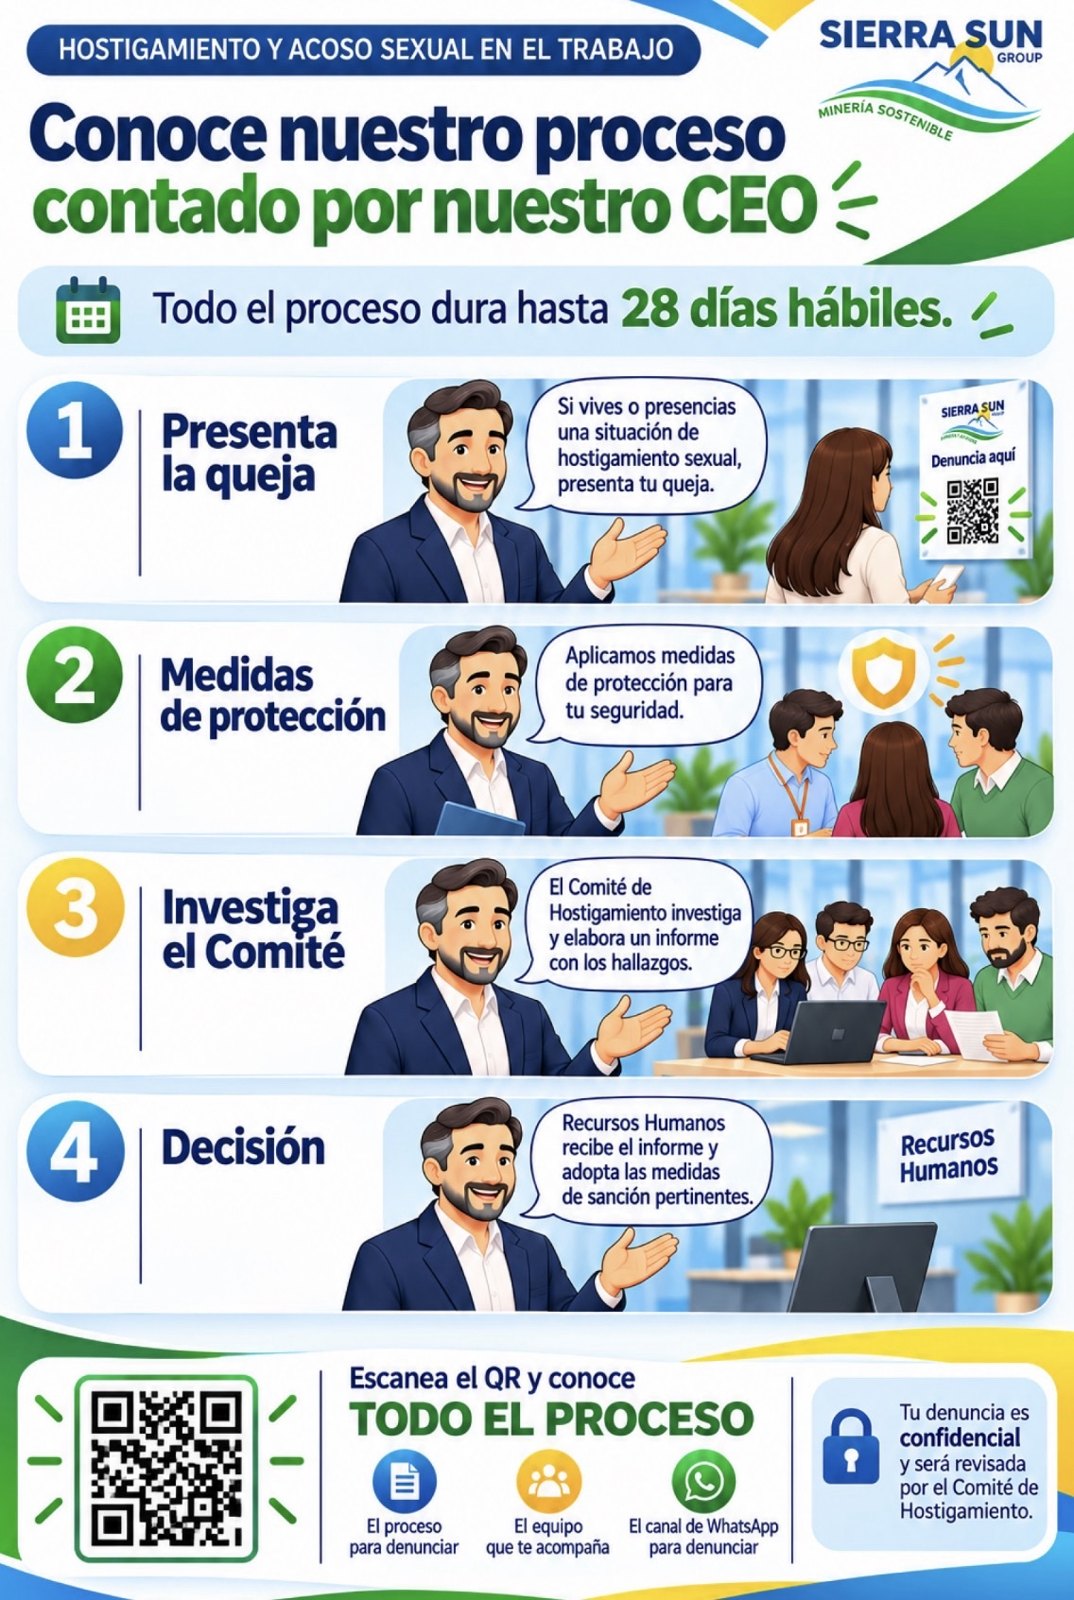 HOSTIGAMIENTO Y ACOSO SEXUAL EN EL TRABAJO
SIERRA SUN
GROUP
MINERÍA SOSTENIBLE
Conoce nuestro proceso
contado por nuestro CEO
Todo el proceso dura hasta 28 días hábiles.
1
Presenta
la queja
Si vives o presencias
una situación de
hostigamiento sexual,
presenta tu queja.
SIERRA SUN
Denuncia aquí
2
Medidas
de protección
Aplicamos medidas
de protección para
tu seguridad.
3
Investiga
el Comité
El Comité de
Hostigamiento investiga
y elabora un informe
con los hallazgos.
4
Decisión
Recursos Humanos
recibe el informe y
adopta las medidas
de sanción pertinentes.
Recursos
Humanos
Escanea el QR y conoce
TODO EL PROCESO
El proceso
para denunciar
El equipo
que te acompaña
El canal de WhatsApp
para denunciar
Tu denuncia es
confidencial
y será revisada
por el Comité de
Hostigamiento.